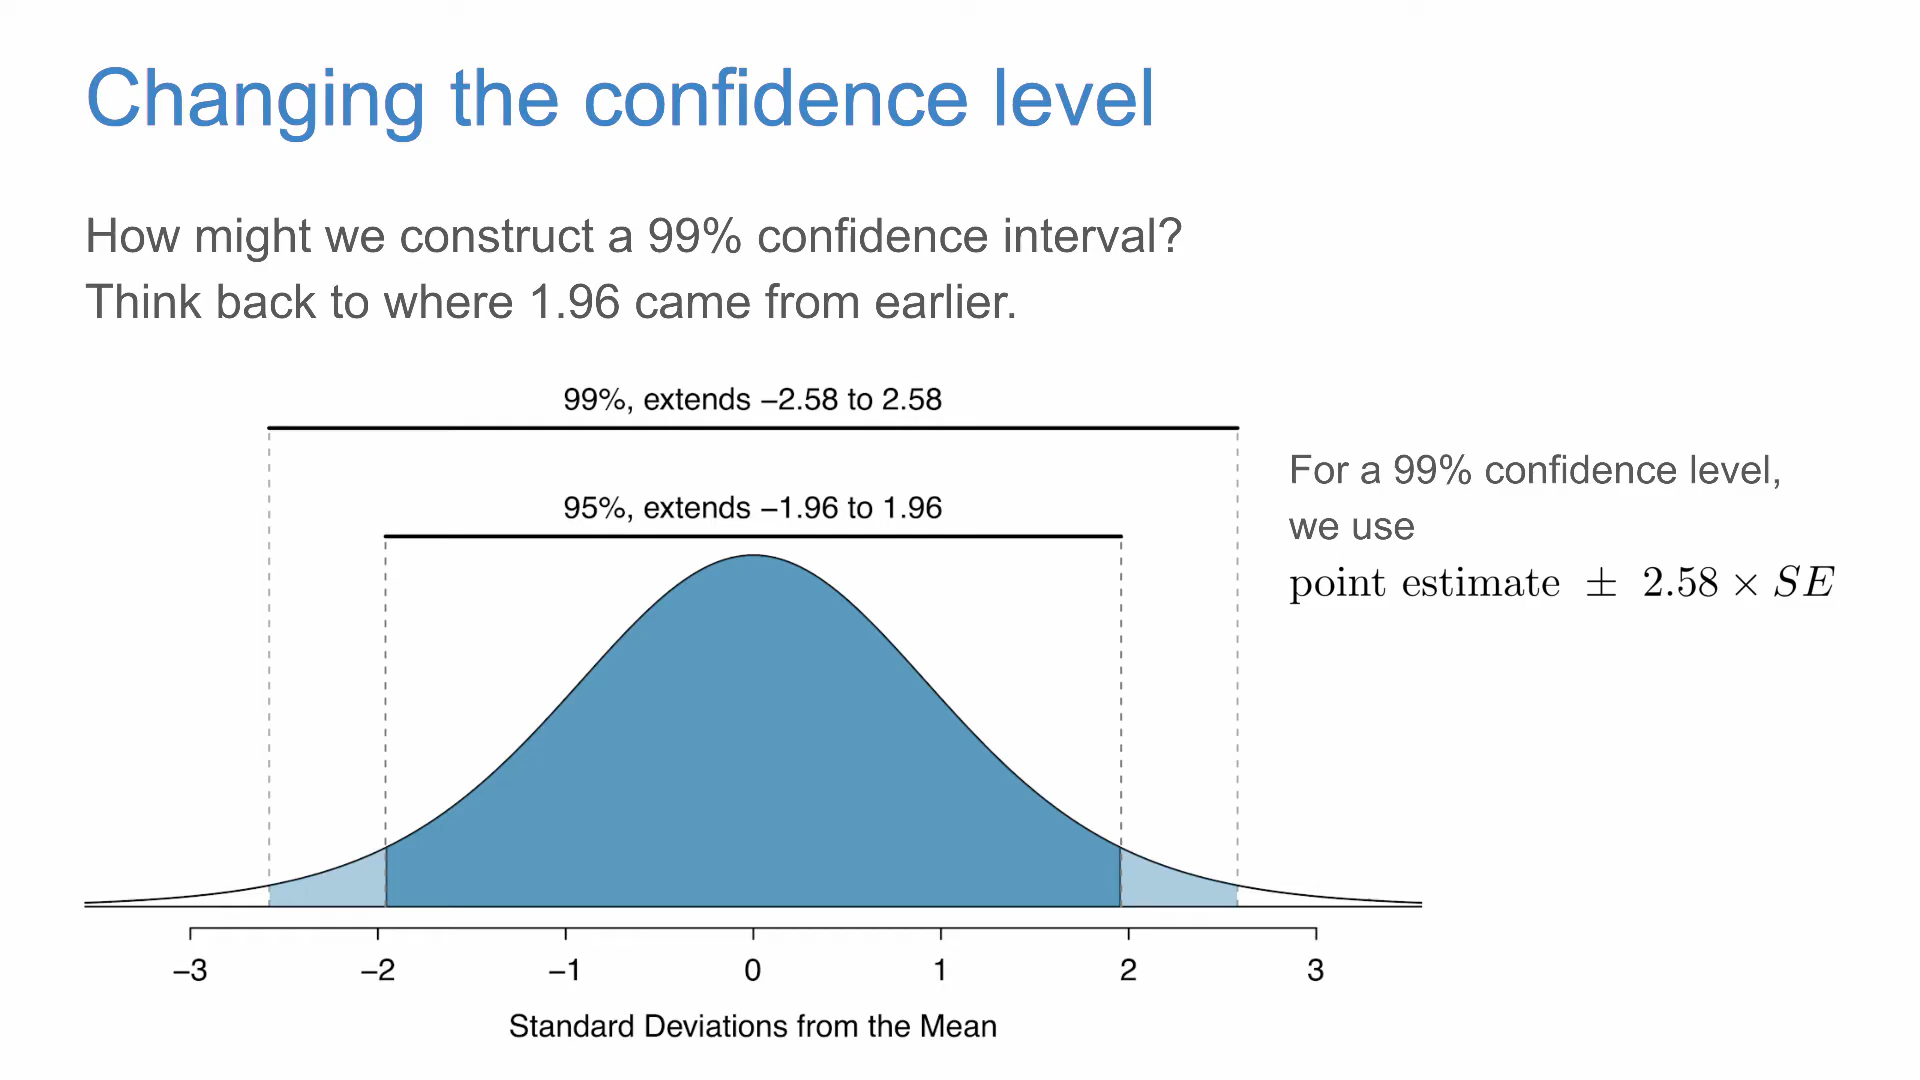 Changing the confidence level
How might we construct a 99% confidence interval?
Think back to where 1.96 came from earlier.
99%, extends −2.58 to 2.58
95%, extends −1.96 to 1.96
For a 99% confidence level,
we use
point estimate ± 2.58 × SE
−3 −2 −1 0 1 2 3
Standard Deviations from the Mean